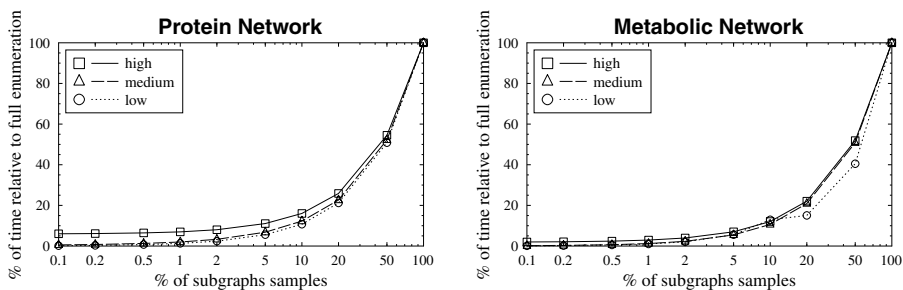 Protein Network
% of time relative to full enumeration
100
80
60
40
20
0
high
medium
low
0.1 0.2 0.5 1 2 5 10 20 50 100
% of subgraphs samples
Metabolic Network
% of time relative to full enumeration
100
80
60
40
20
0
high
medium
low
0.1 0.2 0.5 1 2 5 10 20 50 100
% of subgraphs samples